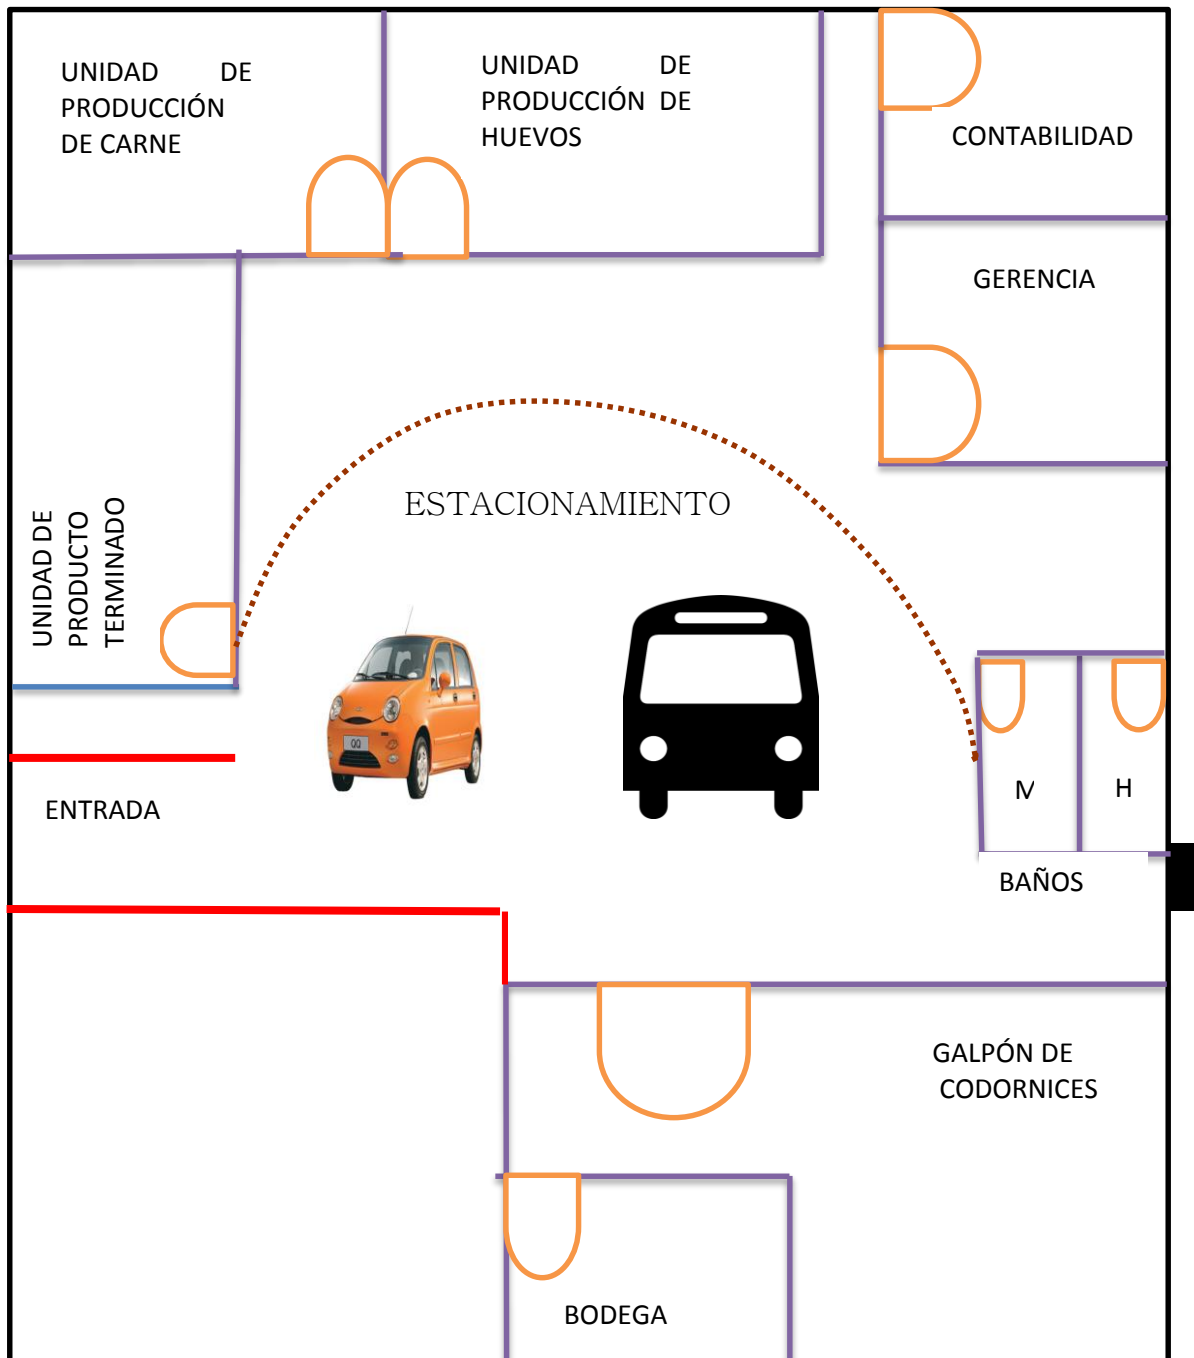 UNIDAD DE
PRODUCCIÓN
DE CARNE
UNIDAD DE
PRODUCCIÓN DE
HUEVOS
CONTABILIDAD
GERENCIA
ESTACIONAMIENTO
UNIDAD DE
PRODUCTO
TERMINADO
QQ
ENTRADA
M
H
BAÑOS
GALPÓN DE
CODORNICES
BODEGA